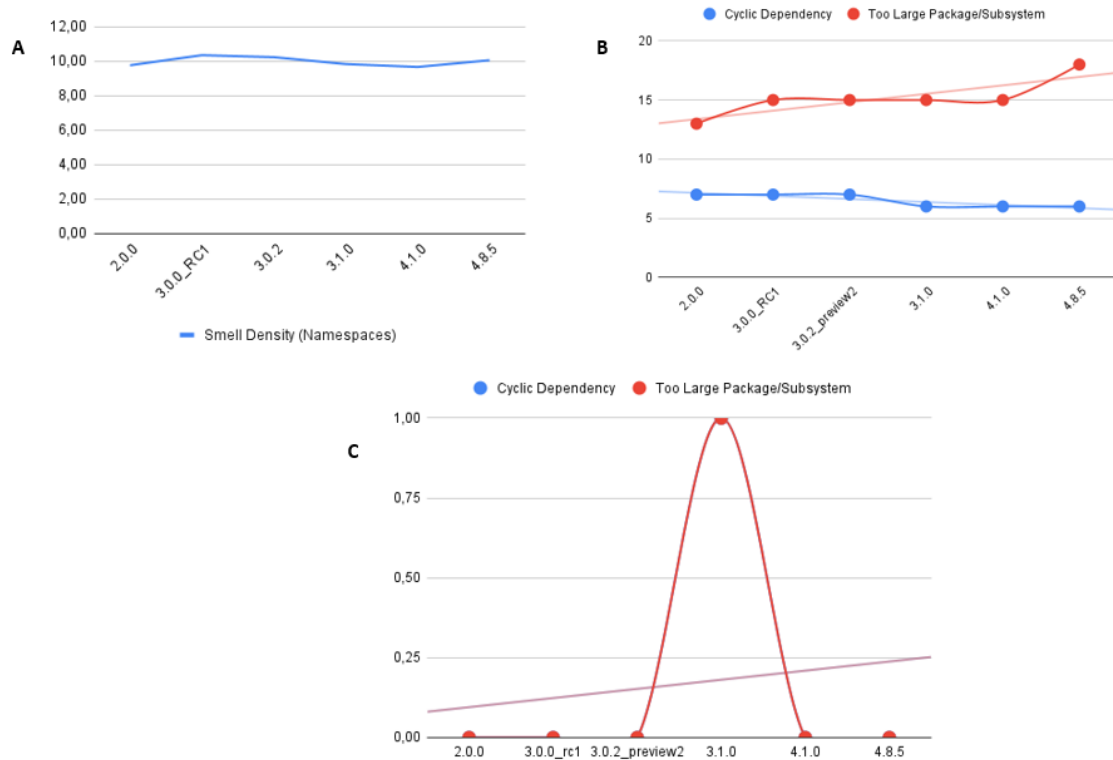 A
12,00
10,00
8,00
6,00
4,00
2,00
0,00
2.0.0
3.0.0_RC1
3.0.2
3.1.0
4.1.0
4.8.5
Smell Density (Namespaces)
B
Cyclic Dependency Too Large Package/Subsystem
20
15
10
5
0
2.0.0
3.0.0_RC1
3.0.2_preview2
3.1.0
4.1.0
4.8.5
C
Cyclic Dependency Too Large Package/Subsystem
1,00
0,75
0,50
0,25
0,00
2.0.0 3.0.0_rc1 3.0.2_preview2 3.1.0 4.1.0 4.8.5